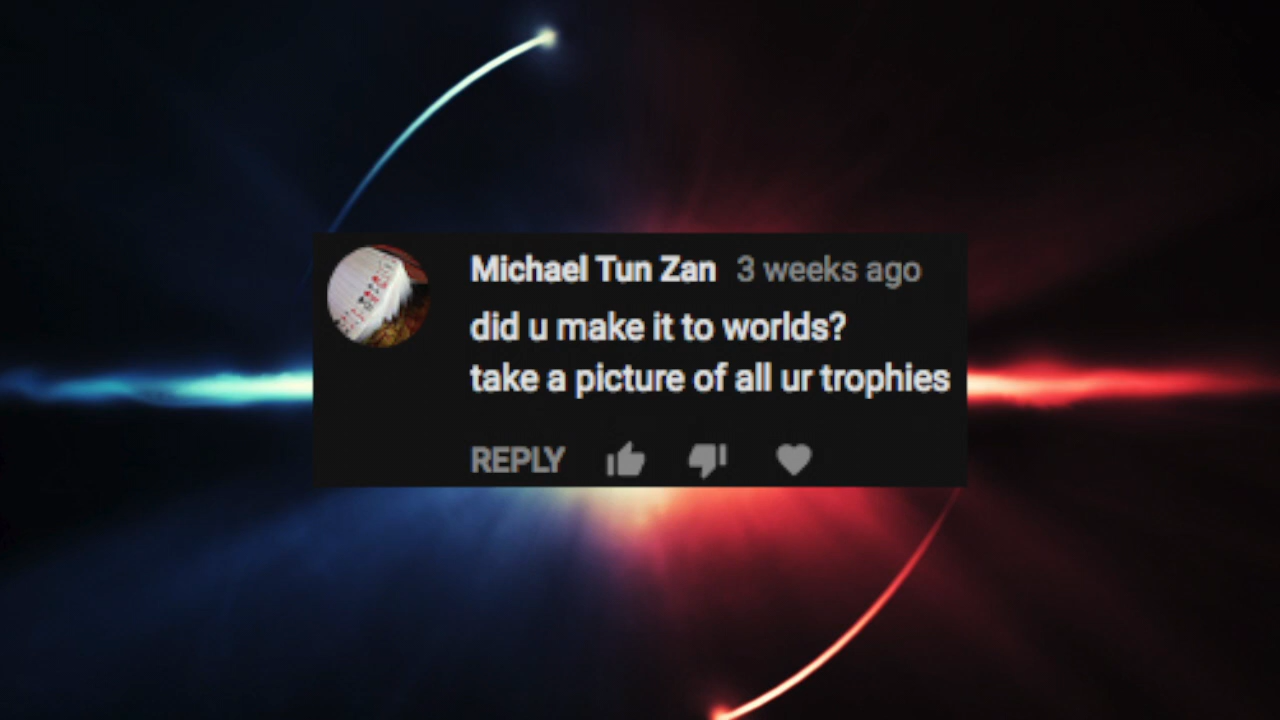 Michael Tun Zan 3 weeks ago
did u make it to worlds?
take a picture of all ur trophies
REPLY